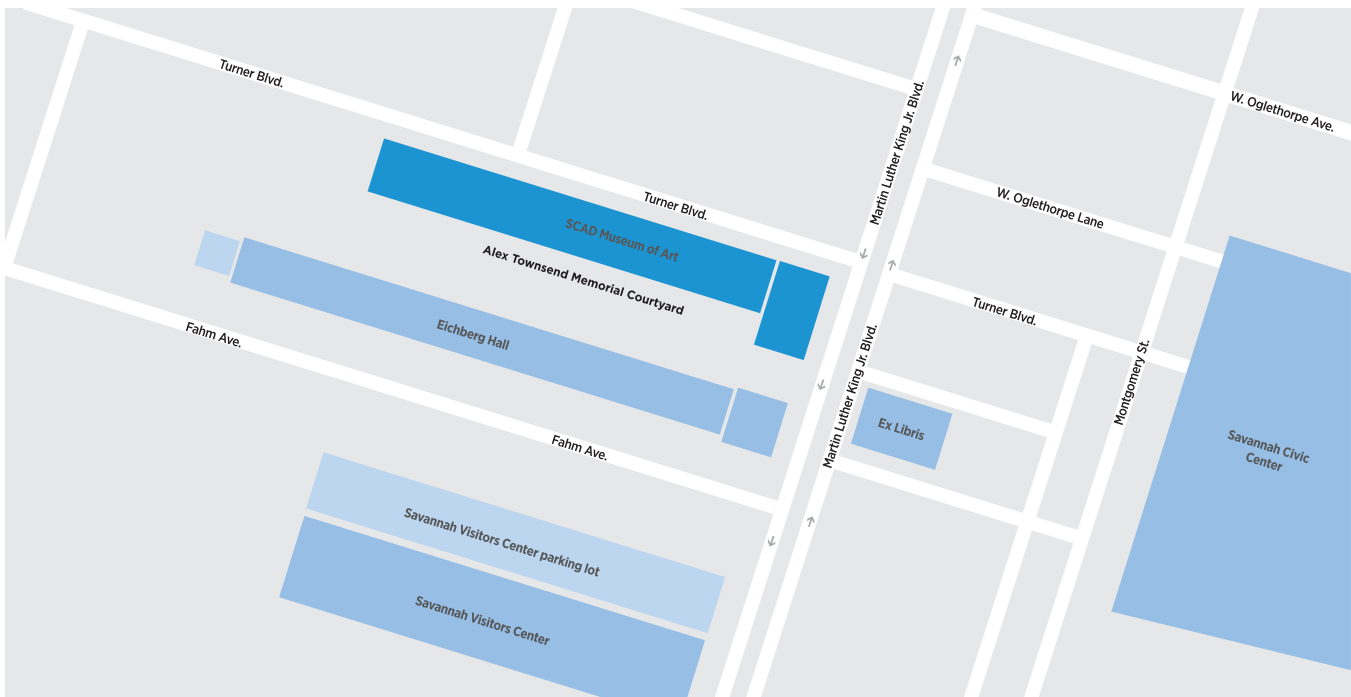 Turner Blvd.
W. Oglethorpe Ave.
Martin Luther King Jr. Blvd.
W. Oglethorpe Lane
Turner Blvd.
SCAD Museum of Art
Alex Townsend Memorial Courtyard
Turner Blvd.
Fahm Ave.
Eichberg Hall
Martin Luther King Jr. Blvd.
Montgomery St.
Ex Libris
Savannah Civic
Center
Fahm Ave.
Savannah Visitors Center parking lot
Savannah Visitors Center